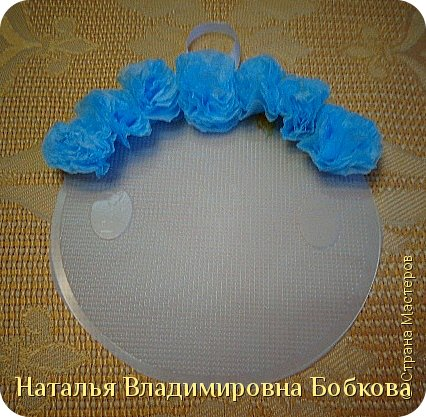 Страна Мастеров
Наталья Владимировна Бобкова